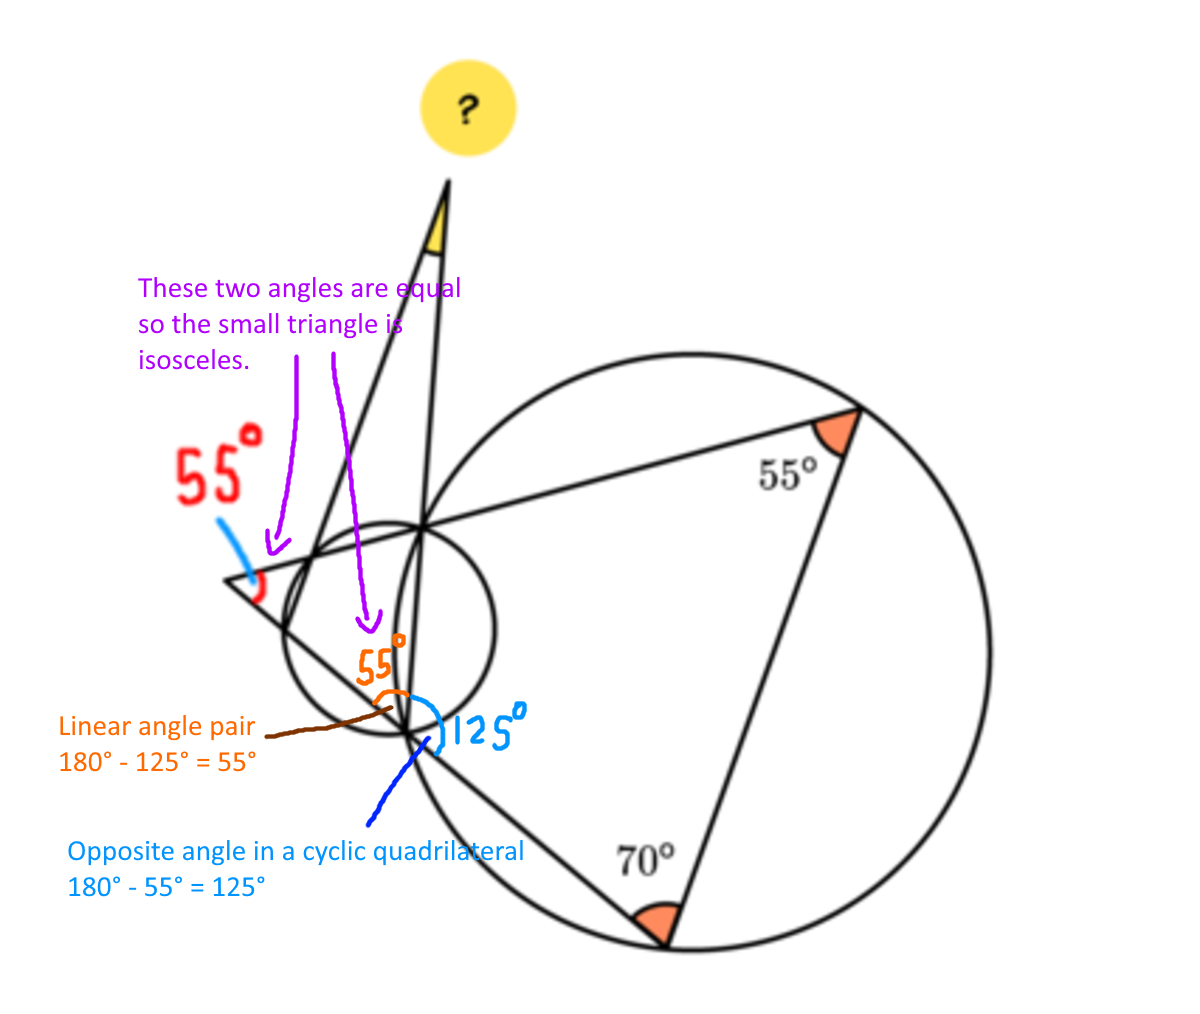 ?
These two angles are equal
so the small triangle is
isosceles.
55°
55°
55°
125°
Linear angle pair
180° - 125° = 55°
Opposite angle in a cyclic quadrilateral
180° - 55° = 125°
70°